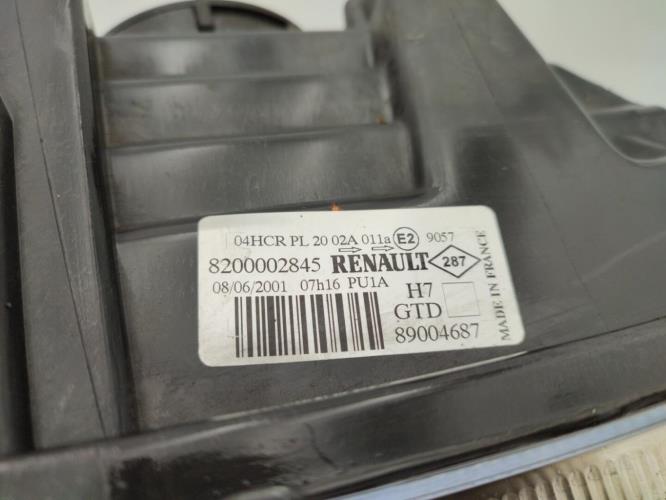 04HCR PL 20 02A 011a E2 9057
8200002845 RENAULT 287
08/06/2001 07h16 PU1A H7
GTD
89004687
MADE IN FRANCE